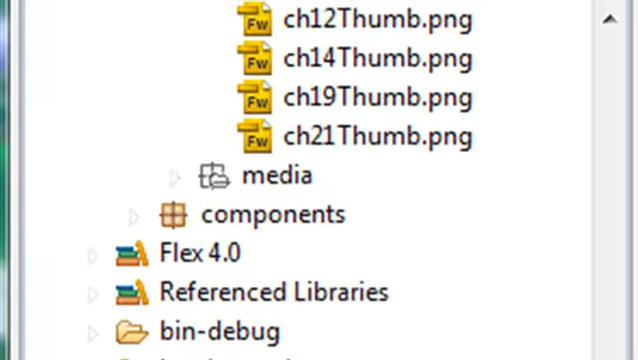 ch12Thumb.png
ch14Thumb.png
ch19Thumb.png
ch21Thumb.png
media
components
Flex 4.0
Referenced Libraries
bin-debug